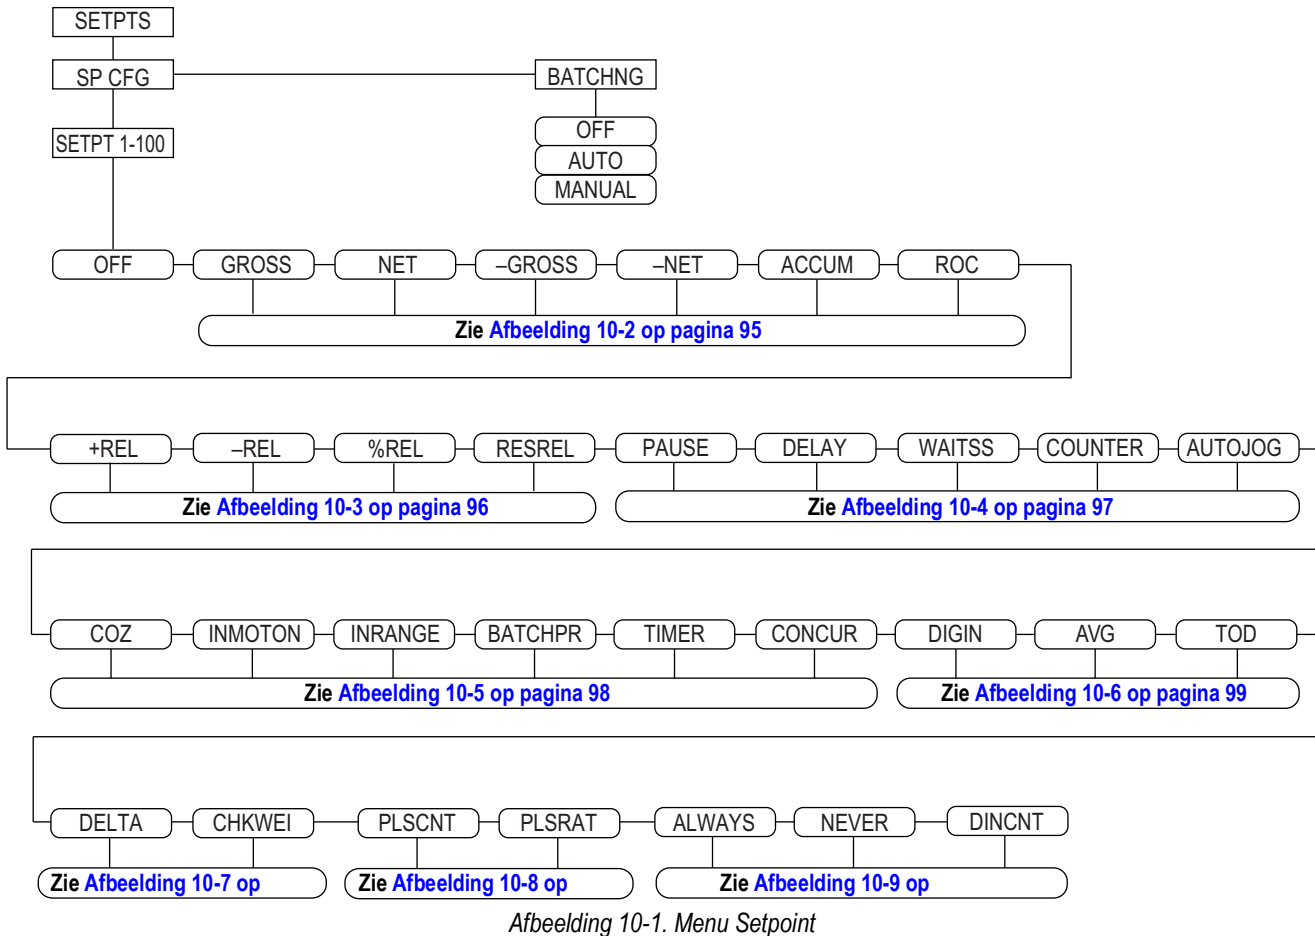 SETPTS
SP CFG
BATCHNG
SETPT 1-100
OFF
AUTO
MANUAL
OFF
GROSS
NET
–GROSS
–NET
ACCUM
ROC
Zie Afbeelding 10-2 op pagina 95
+REL
–REL
%REL
RESREL
PAUSE
DELAY
WAITSS
COUNTER
AUTOJOG
Zie Afbeelding 10-3 op pagina 96
Zie Afbeelding 10-4 op pagina 97
COZ
INMOTON
INRANGE
BATCHPR
TIMER
CONCUR
DIGIN
AVG
TOD
Zie Afbeelding 10-5 op pagina 98
Zie Afbeelding 10-6 op pagina 99
DELTA
CHKWEI
PLSCNT
PLSRAT
ALWAYS
NEVER
DINCNT
Zie Afbeelding 10-7 op
Zie Afbeelding 10-8 op
Zie Afbeelding 10-9 op
Afbeelding 10-1. Menu Setpoint